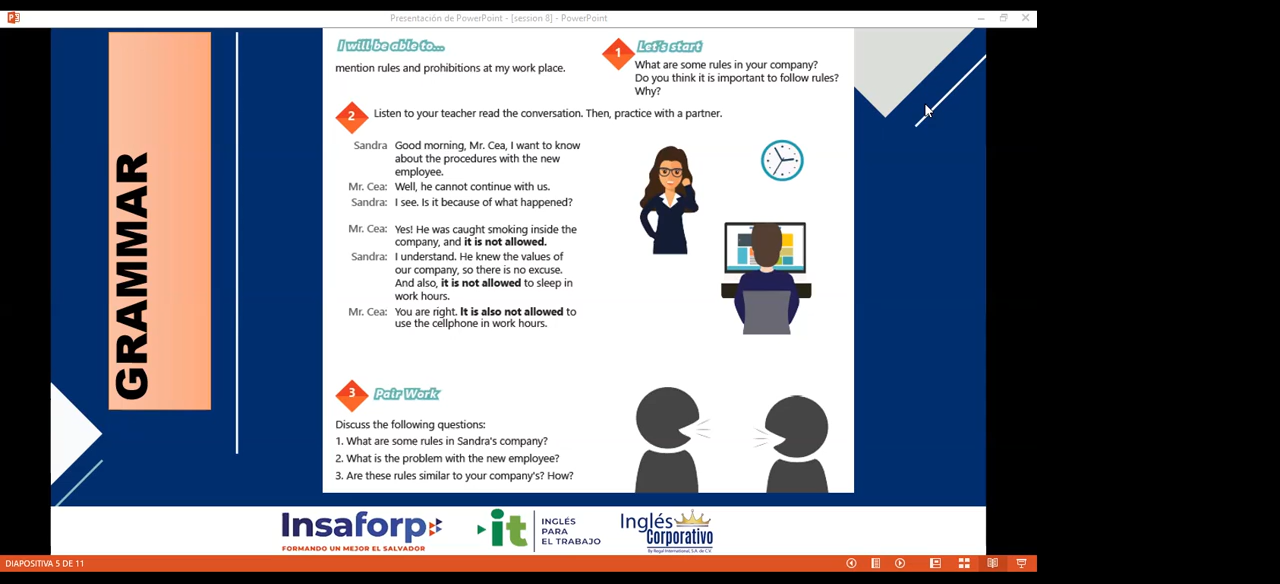 Presentación de PowerPoint - [session 8] - PowerPoint
GRAMMAR
I will be able to...
mention rules and prohibitions at my work place.
1 Let's start
What are some rules in your company?
Do you think it is important to follow rules?
Why?
2 Listen to your teacher read the conversation. Then, practice with a partner.
Sandra Good morning, Mr. Cea, I want to know
about the procedures with the new
employee.
Mr. Cea: Well, he cannot continue with us.
Sandra: I see. Is it because of what happened?
Mr. Cea: Yes! He was caught smoking inside the
company, and it is not allowed.
Sandra: I understand. He knew the values of
our company, so there is no excuse.
And also, it is not allowed to sleep in
work hours.
Mr. Cea: You are right. It is also not allowed to
use the cellphone in work hours.
3 Pair Work
Discuss the following questions:
1. What are some rules in Sandra's company?
2. What is the problem with the new employee?
3. Are these rules similar to your company's? How?
Insaforp
FORMANDO UN MEJOR EL SALVADOR
it
INGLÉS
PARA
EL TRABAJO
Inglés
Corporativo
By Regal International, S.A. de C.V.
DIAPOSITIVA 5 DE 11